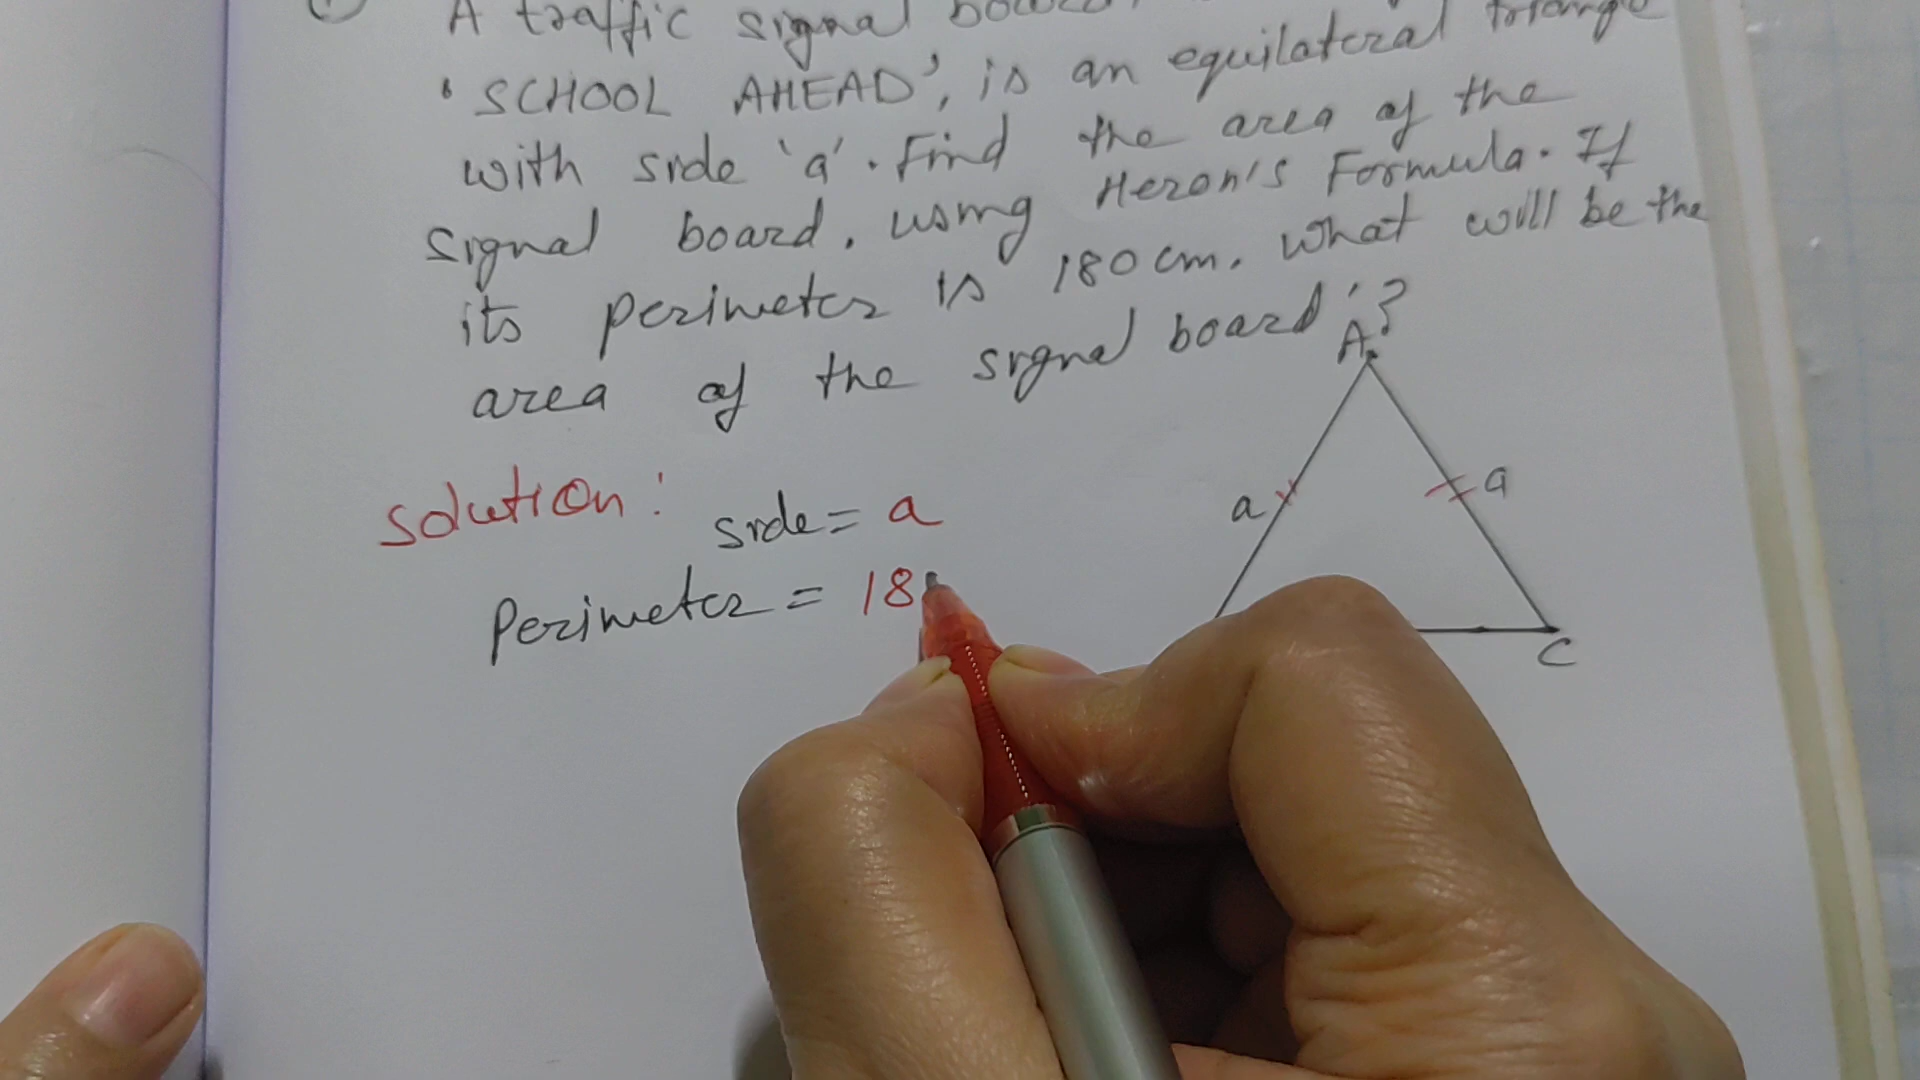 A traffic signal board,
'SCHOOL AHEAD', is an equilateral triangle
with side 'a'. Find the area of the
signal board, using Heron's Formula. If
its perimeter is 180 cm, what will be the
area of the signal board'?
A
Solution:
side = a
a
a
Perimeter = 18
C